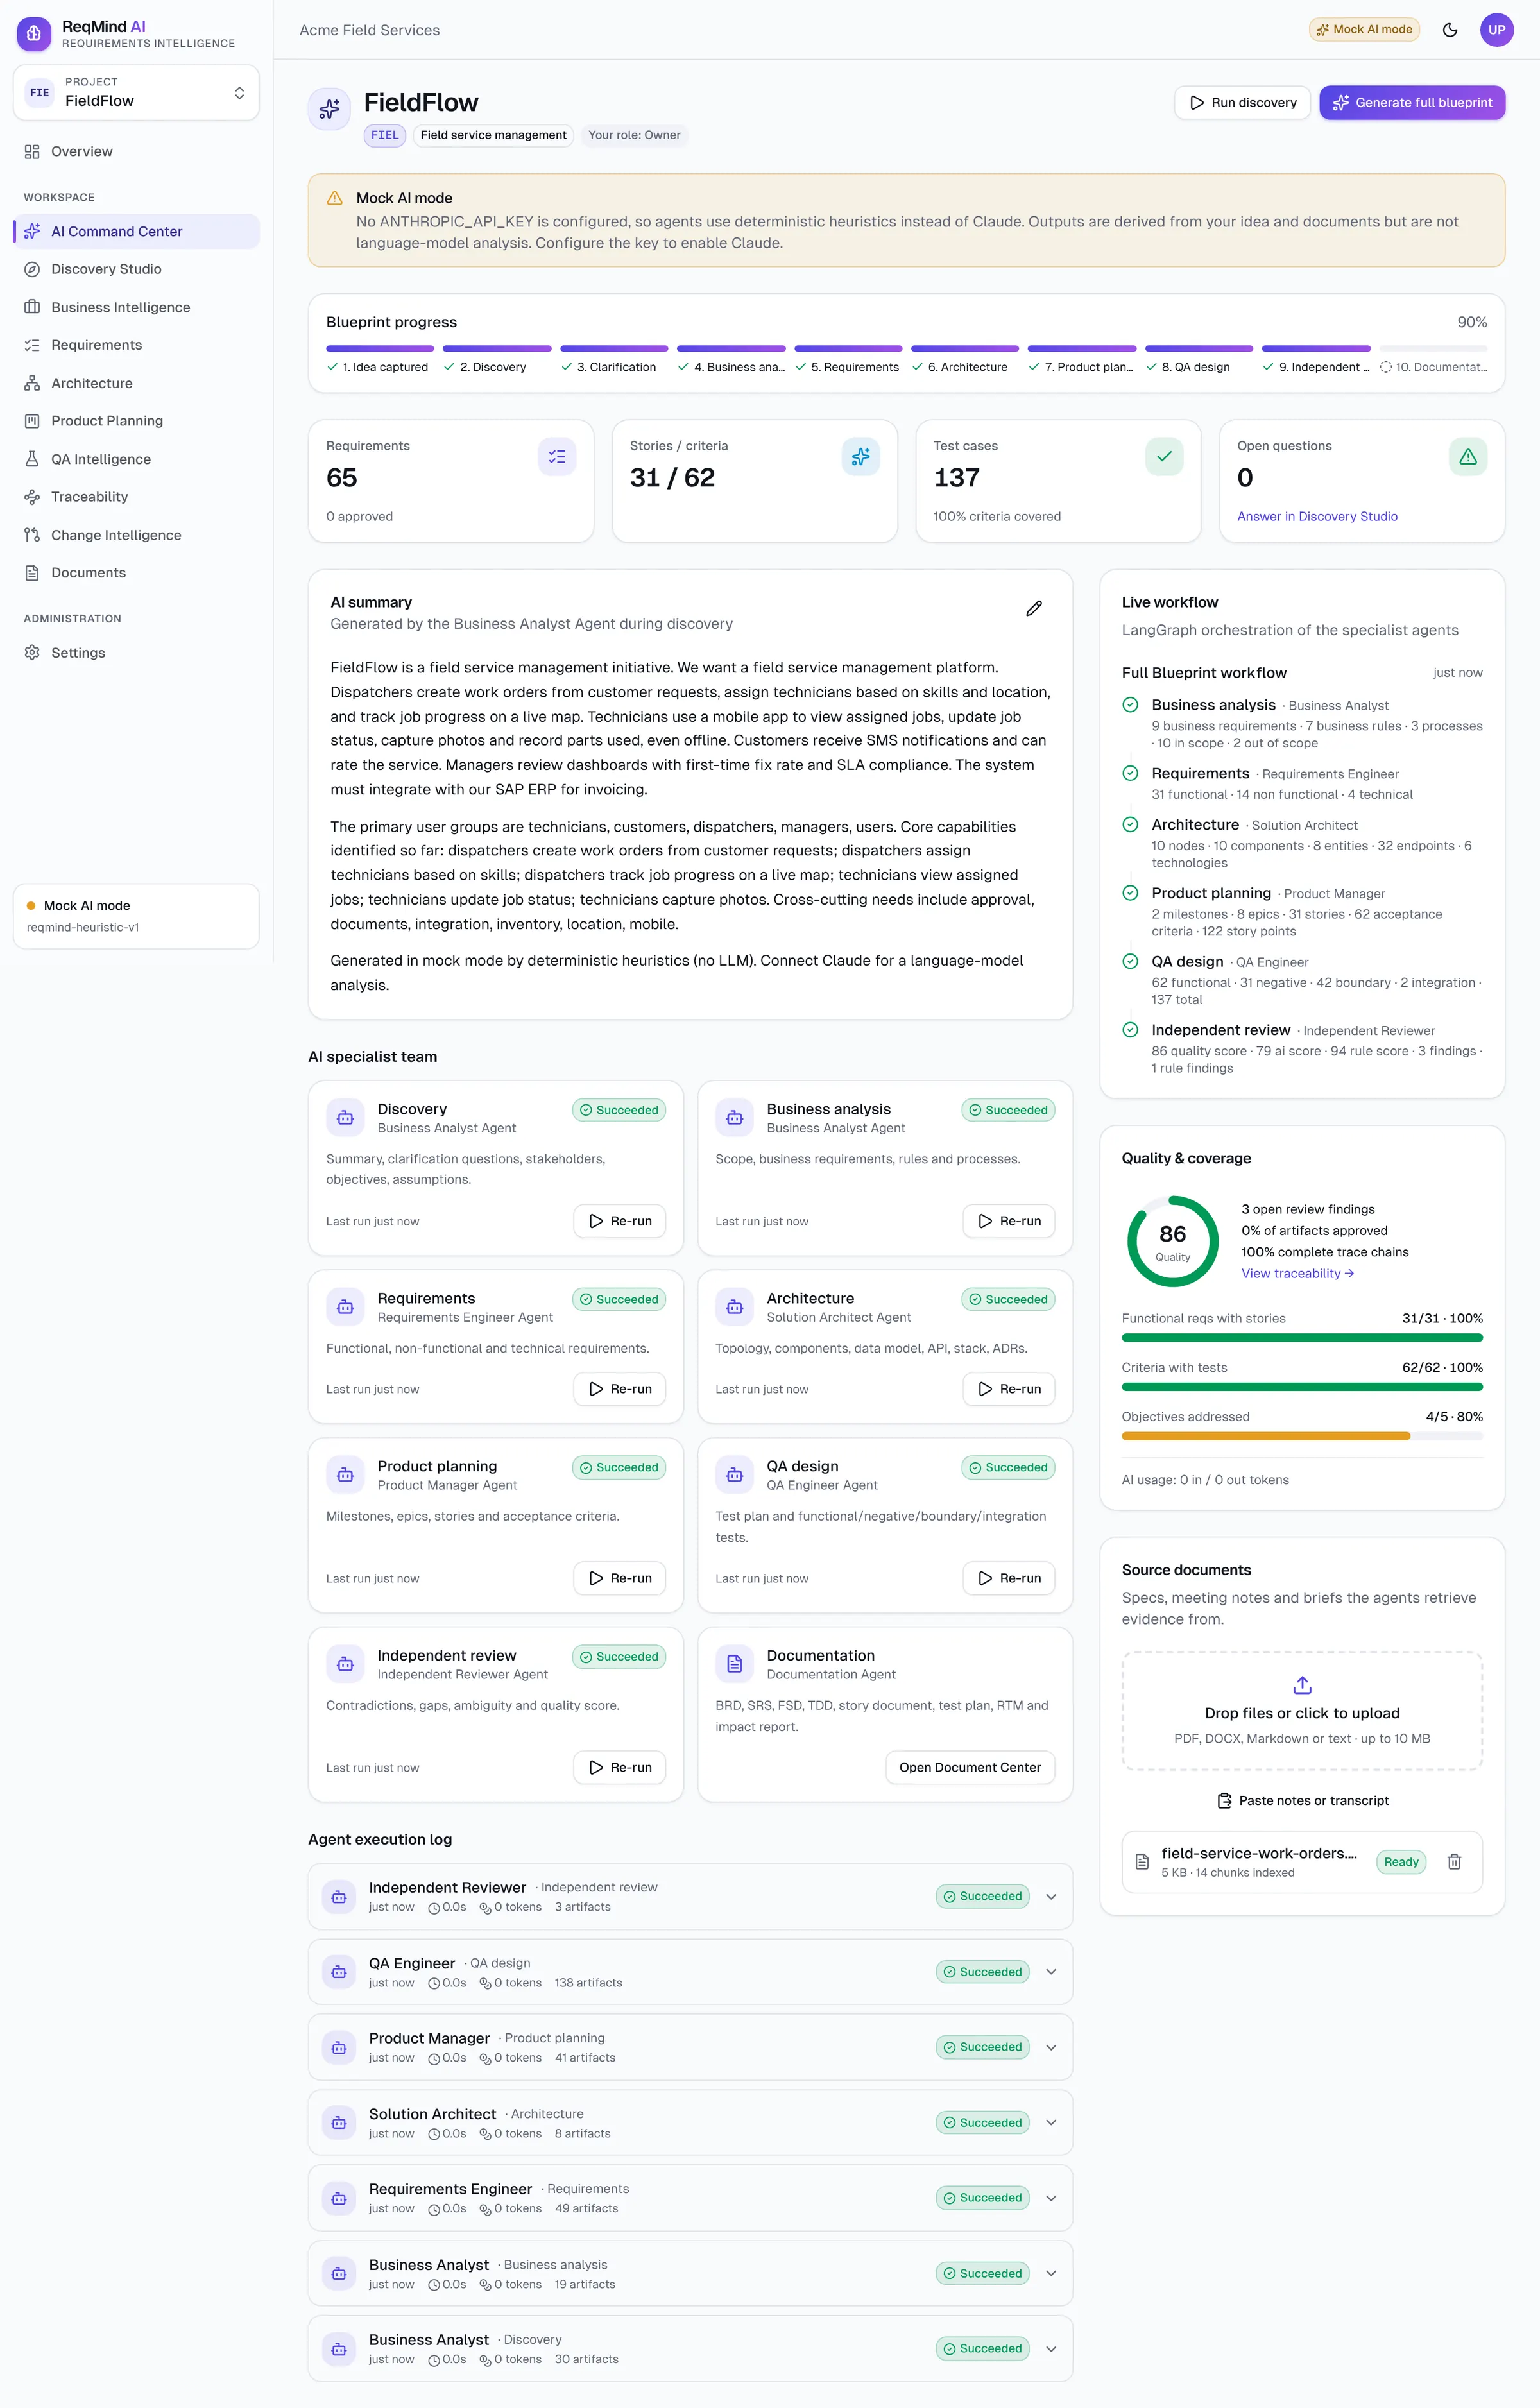 ReqMind AI
REQUIREMENTS INTELLIGENCE
FIE
PROJECT
FieldFlow
Overview
WORKSPACE
AI Command Center
Discovery Studio
Business Intelligence
Requirements
Architecture
Product Planning
QA Intelligence
Traceability
Change Intelligence
Documents
ADMINISTRATION
Settings
Mock AI mode
reqmind-heuristic-v1
Acme Field Services
Mock AI mode
UP
FieldFlow
FIEL
Field service management
Your role: Owner
Run discovery
Generate full blueprint
Mock AI mode
No ANTHROPIC_API_KEY is configured, so agents use deterministic heuristics instead of Claude. Outputs are derived from your idea and documents but are not
language-model analysis. Configure the key to enable Claude.
Blueprint progress
90%
1. Idea captured
2. Discovery
3. Clarification
4. Business ana...
5. Requirements
6. Architecture
7. Product plan...
8. QA design
9. Independent ...
10. Documentat...
Requirements
65
0 approved
Stories / criteria
31 / 62
Test cases
137
100% criteria covered
Open questions
0
Answer in Discovery Studio
AI summary
Generated by the Business Analyst Agent during discovery
FieldFlow is a field service management initiative. We want a field service management platform.
Dispatchers create work orders from customer requests, assign technicians based on skills and location,
and track job progress on a live map. Technicians use a mobile app to view assigned jobs, update job
status, capture photos and record parts used, even offline. Customers receive SMS notifications and can
rate the service. Managers review dashboards with first-time fix rate and SLA compliance. The system
must integrate with our SAP ERP for invoicing.
The primary user groups are technicians, customers, dispatchers, managers, users. Core capabilities
identified so far: dispatchers create work orders from customer requests; dispatchers assign
technicians based on skills; dispatchers track job progress on a live map; technicians view assigned
jobs; technicians update job status; technicians capture photos. Cross-cutting needs include approval,
documents, integration, inventory, location, mobile.
Generated in mock mode by deterministic heuristics (no LLM). Connect Claude for a language-model
analysis.
AI specialist team
Discovery
Business Analyst Agent
Succeeded
Summary, clarification questions, stakeholders,
objectives, assumptions.
Last run just now
Re-run
Business analysis
Business Analyst Agent
Succeeded
Scope, business requirements, rules and processes.
Last run just now
Re-run
Requirements
Requirements Engineer Agent
Succeeded
Functional, non-functional and technical requirements.
Last run just now
Re-run
Architecture
Solution Architect Agent
Succeeded
Topology, components, data model, API, stack, ADRs.
Last run just now
Re-run
Product planning
Product Manager Agent
Succeeded
Milestones, epics, stories and acceptance criteria.
Last run just now
Re-run
QA design
QA Engineer Agent
Succeeded
Test plan and functional/negative/boundary/integration
tests.
Last run just now
Re-run
Independent review
Independent Reviewer Agent
Succeeded
Contradictions, gaps, ambiguity and quality score.
Last run just now
Re-run
Documentation
Documentation Agent
BRD, SRS, FSD, TDD, story document, test plan, RTM and
impact report.
Open Document Center
Agent execution log
Independent Reviewer · Independent review
just now 0.0s 0 tokens 3 artifacts
Succeeded
QA Engineer · QA design
just now 0.0s 0 tokens 138 artifacts
Succeeded
Product Manager · Product planning
just now 0.0s 0 tokens 41 artifacts
Succeeded
Solution Architect · Architecture
just now 0.0s 0 tokens 8 artifacts
Succeeded
Requirements Engineer · Requirements
just now 0.0s 0 tokens 49 artifacts
Succeeded
Business Analyst · Business analysis
just now 0.0s 0 tokens 19 artifacts
Succeeded
Business Analyst · Discovery
just now 0.0s 0 tokens 30 artifacts
Succeeded
Live workflow
LangGraph orchestration of the specialist agents
Full Blueprint workflow
just now
Business analysis · Business Analyst
9 business requirements · 7 business rules · 3 processes
· 10 in scope · 2 out of scope
Requirements · Requirements Engineer
31 functional · 14 non functional · 4 technical
Architecture · Solution Architect
10 nodes · 10 components · 8 entities · 32 endpoints · 6
technologies
Product planning · Product Manager
2 milestones · 8 epics · 31 stories · 62 acceptance
criteria · 122 story points
QA design · QA Engineer
62 functional · 31 negative · 42 boundary · 2 integration ·
137 total
Independent review · Independent Reviewer
86 quality score · 79 ai score · 94 rule score · 3 findings ·
1 rule findings
Quality & coverage
86
Quality
3 open review findings
0% of artifacts approved
100% complete trace chains
View traceability →
Functional reqs with stories
31/31 · 100%
Criteria with tests
62/62 · 100%
Objectives addressed
4/5 · 80%
AI usage: 0 in / 0 out tokens
Source documents
Specs, meeting notes and briefs the agents retrieve
evidence from.
Drop files or click to upload
PDF, DOCX, Markdown or text · up to 10 MB
Paste notes or transcript
field-service-work-orders....
5 KB · 14 chunks indexed
Ready